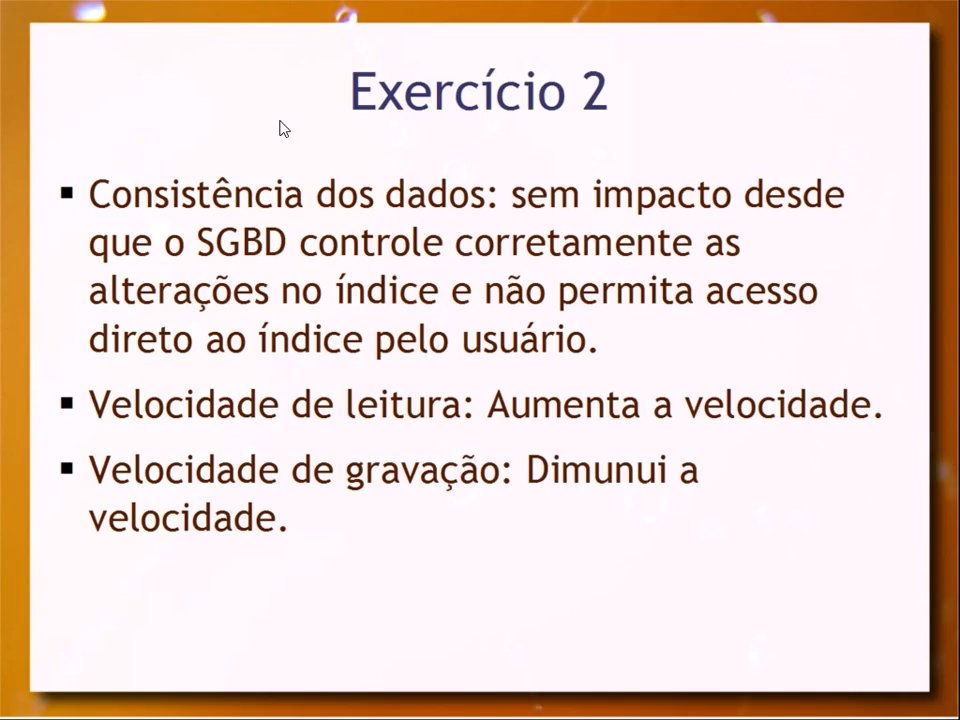 Exercício 2
▪ Consistência dos dados: sem impacto desde
que o SGBD controle corretamente as
alterações no índice e não permita acesso
direto ao índice pelo usuário.
▪ Velocidade de leitura: Aumenta a velocidade.
▪ Velocidade de gravação: Dimunui a
velocidade.